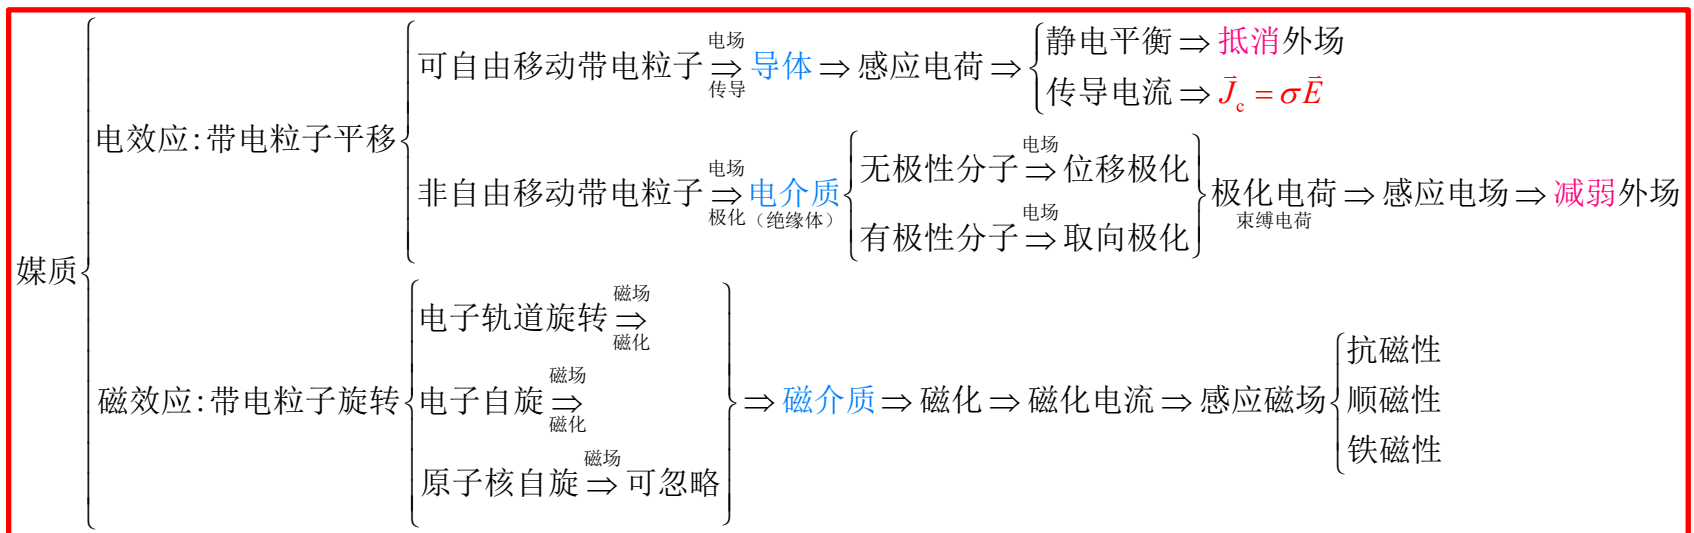 电场 静电平衡 ⇒ 抵消外场
可自由移动带电粒子 ⇒ 导体 ⇒ 感应电荷 ⇒
传导 传导电流 ⇒ J⃗c = σE⃗
电效应:带电粒子平移
电场 无极性分子 ⇒ 位移极化
电场
非自由移动带电粒子 ⇒ 电介质 极化电荷 ⇒ 感应电场 ⇒ 减弱外场
极化 (绝缘体) 束缚电荷
电场
有极性分子 ⇒ 取向极化
媒质
磁场
电子轨道旋转 ⇒
磁化
磁场 抗磁性
磁效应:带电粒子旋转 电子自旋 ⇒ ⇒ 磁介质 ⇒ 磁化 ⇒ 磁化电流 ⇒ 感应磁场 顺磁性
磁化 铁磁性
磁场
原子核自旋 ⇒ 可忽略